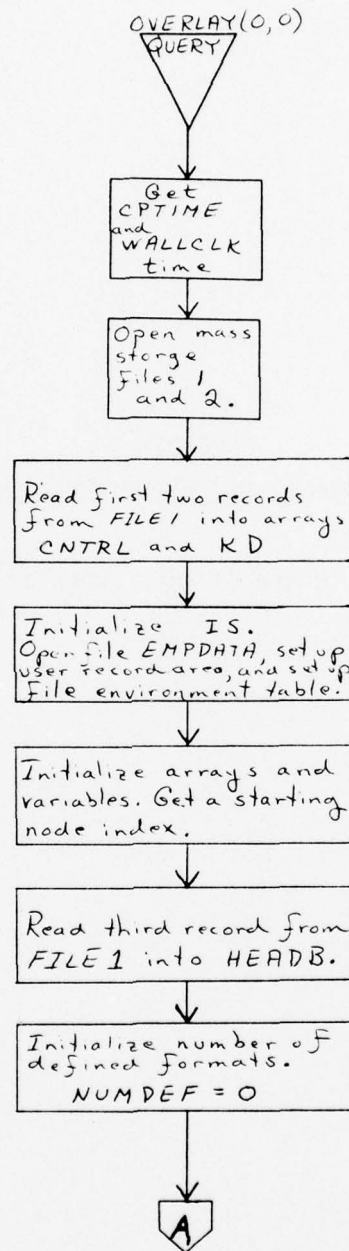 OVERLAY(0,0)
QUERY
Get
CPTIME
and
WALLCLK
time
Open mass
storge
files 1
and 2.
Read first two records
from FILE1 into arrays
CNTRL and KD
Initialize IS.
Open file EMPDATA, set up
user record area, and set up
File environment table.
Initialize arrays and
variables. Get a starting
node index.
Read third record from
FILE1 into HEADB.
Initialize number of
defined formats.
NUMDEF = 0
A